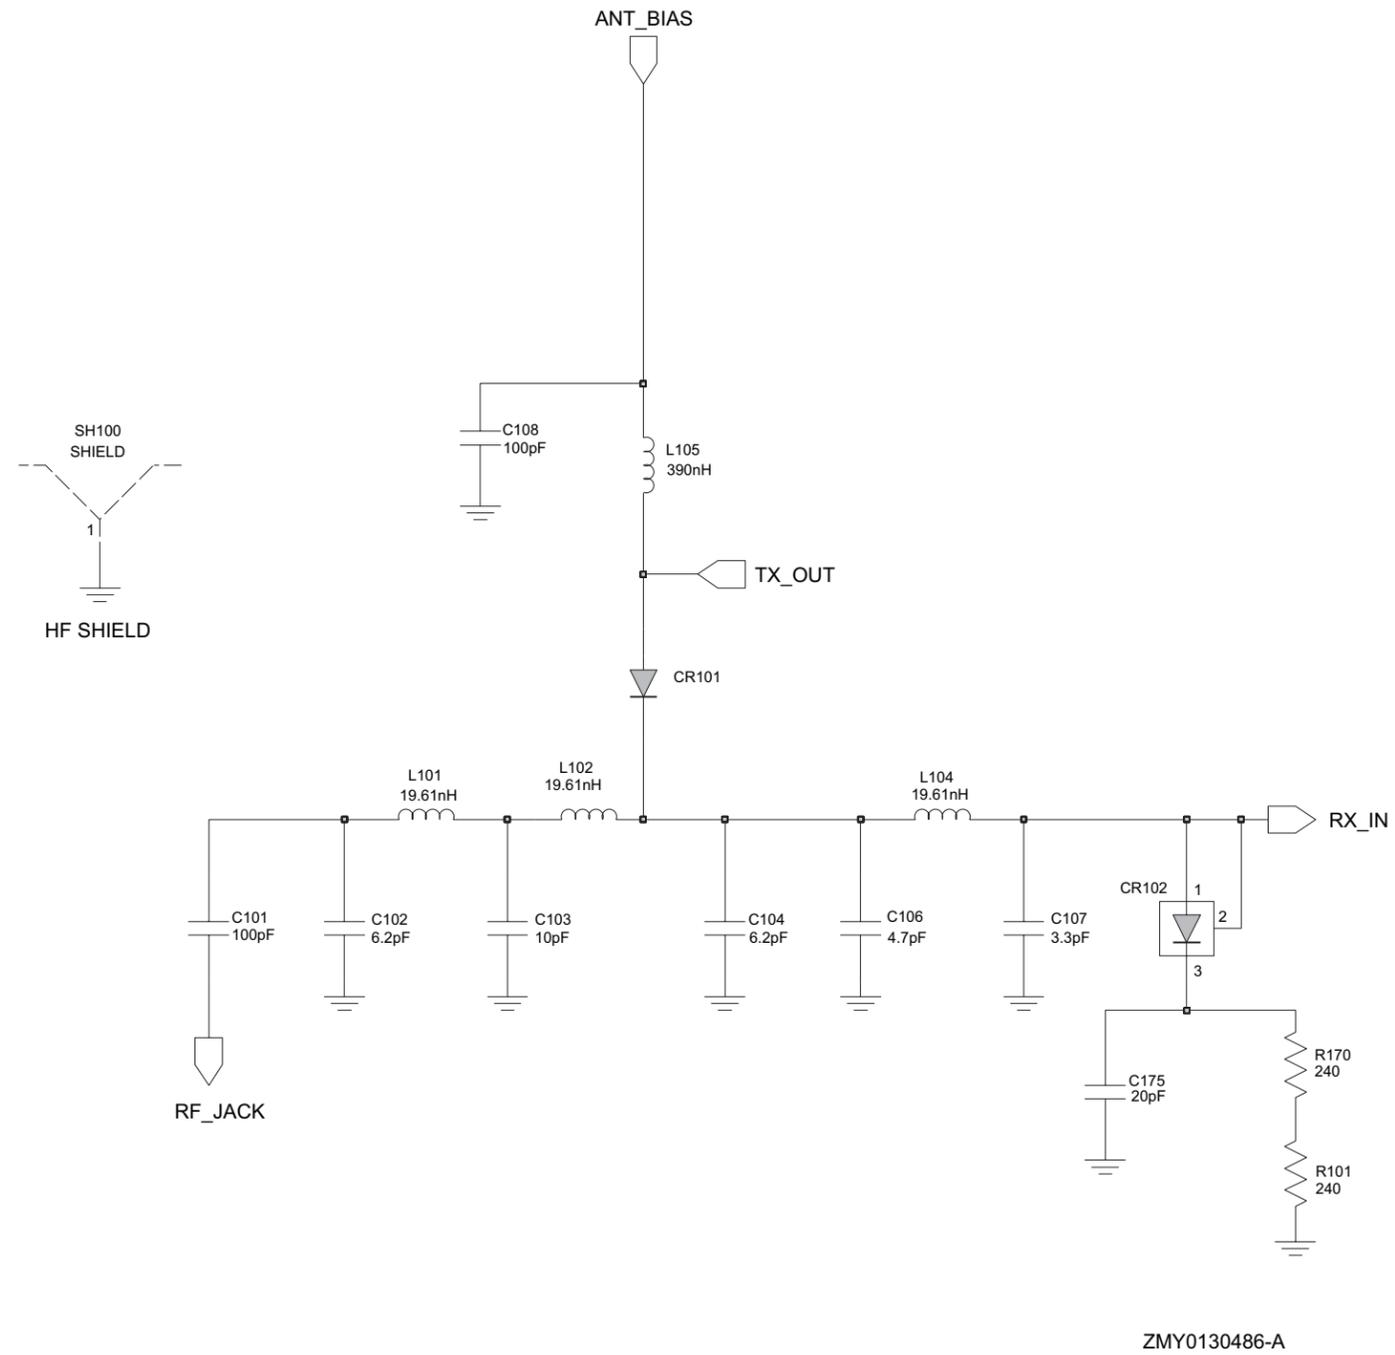 ANT_BIAS
C108
100pF
L105
390nH
SH100
SHIELD
1
HF SHIELD
TX_OUT
CR101
L101
19.61nH
L102
19.61nH
L104
19.61nH
RX_IN
C101
100pF
C102
6.2pF
C103
10pF
C104
6.2pF
C106
4.7pF
C107
3.3pF
CR102
1
2
3
RF_JACK
C175
20pF
R170
240
R101
240
ZMY0130486-A